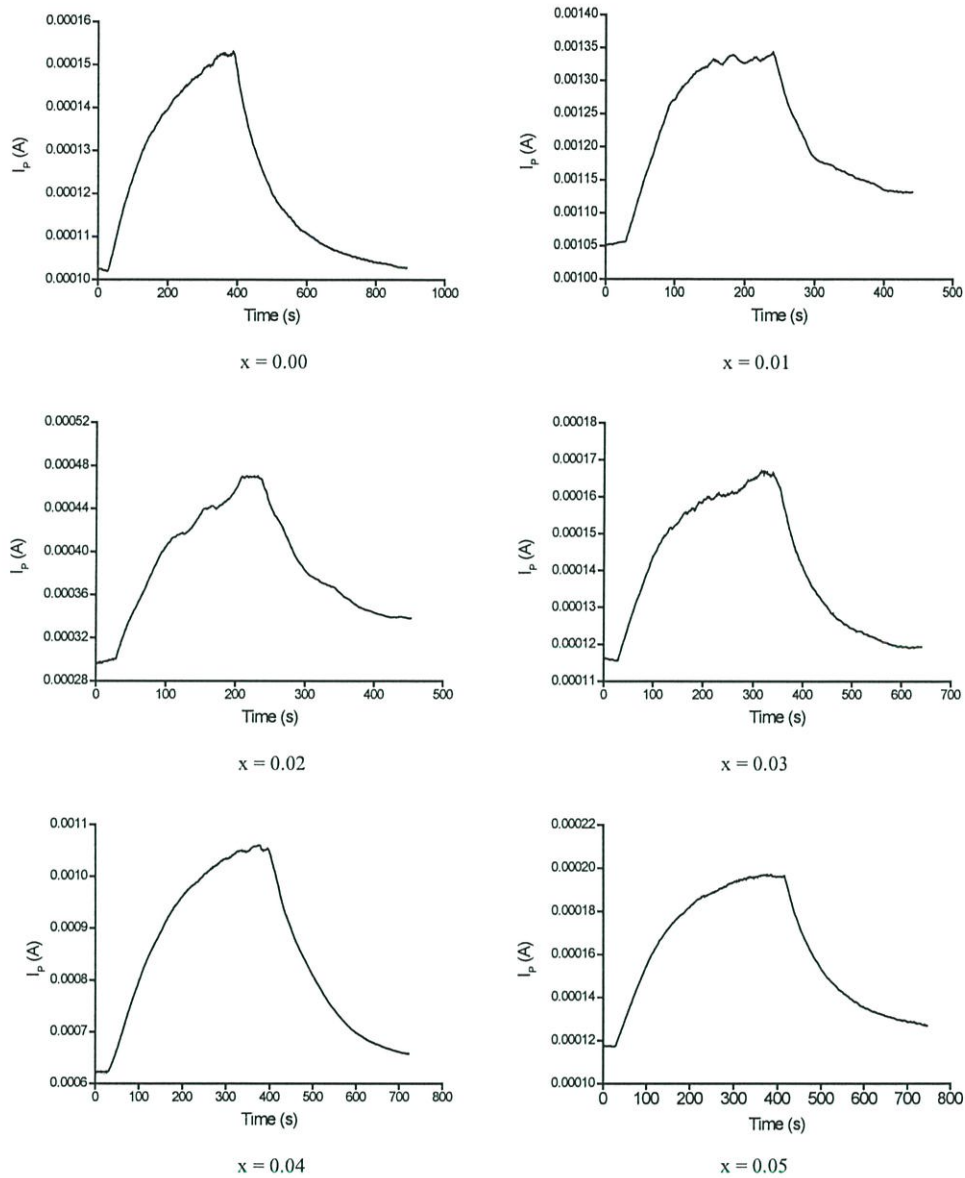 0.00016
0.00015
0.00014
0.00013
0.00012
0.00011
0.00010
I_P (A)
0 200 400 600 800 1000
Time (s)
x = 0.00
0.00140
0.00135
0.00130
0.00125
0.00120
0.00115
0.00110
0.00105
0.00100
I_P (A)
0 100 200 300 400 500
Time (s)
x = 0.01
0.00052
0.00048
0.00044
0.00040
0.00036
0.00032
0.00028
I_P (A)
0 100 200 300 400 500
Time (s)
x = 0.02
0.00018
0.00017
0.00016
0.00015
0.00014
0.00013
0.00012
0.00011
I_P (A)
0 100 200 300 400 500 600 700
Time (s)
x = 0.03
0.0011
0.0010
0.0009
0.0008
0.0007
0.0006
I_P (A)
0 100 200 300 400 500 600 700 800
Time (s)
x = 0.04
0.00022
0.00020
0.00018
0.00016
0.00014
0.00012
0.00010
I_P (A)
0 100 200 300 400 500 600 700 800
Time (s)
x = 0.05